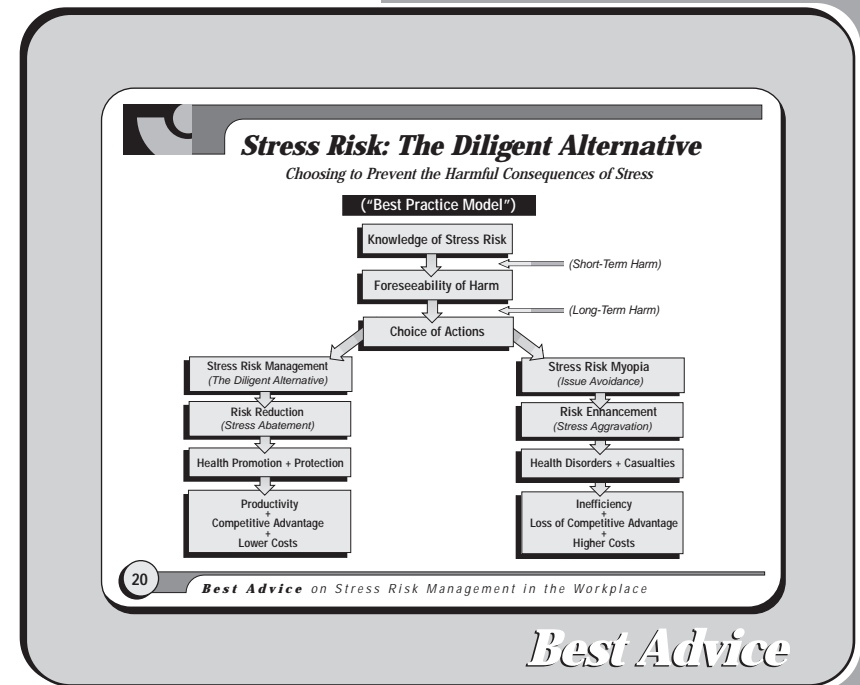 Stress Risk: The Diligent Alternative
Choosing to Prevent the Harmful Consequences of Stress
(“Best Practice Model”)
Knowledge of Stress Risk
(Short-Term Harm)
Foreseeability of Harm
(Long-Term Harm)
Choice of Actions
Stress Risk Management
(The Diligent Alternative)
Risk Reduction
(Stress Abatement)
Health Promotion + Protection
Productivity
+
Competitive Advantage
+
Lower Costs
Stress Risk Myopia
(Issue Avoidance)
Risk Enhancement
(Stress Aggravation)
Health Disorders + Casualties
Inefficiency
+
Loss of Competitive Advantage
+
Higher Costs
20
Best Advice on Stress Risk Management in the Workplace
Best Advice